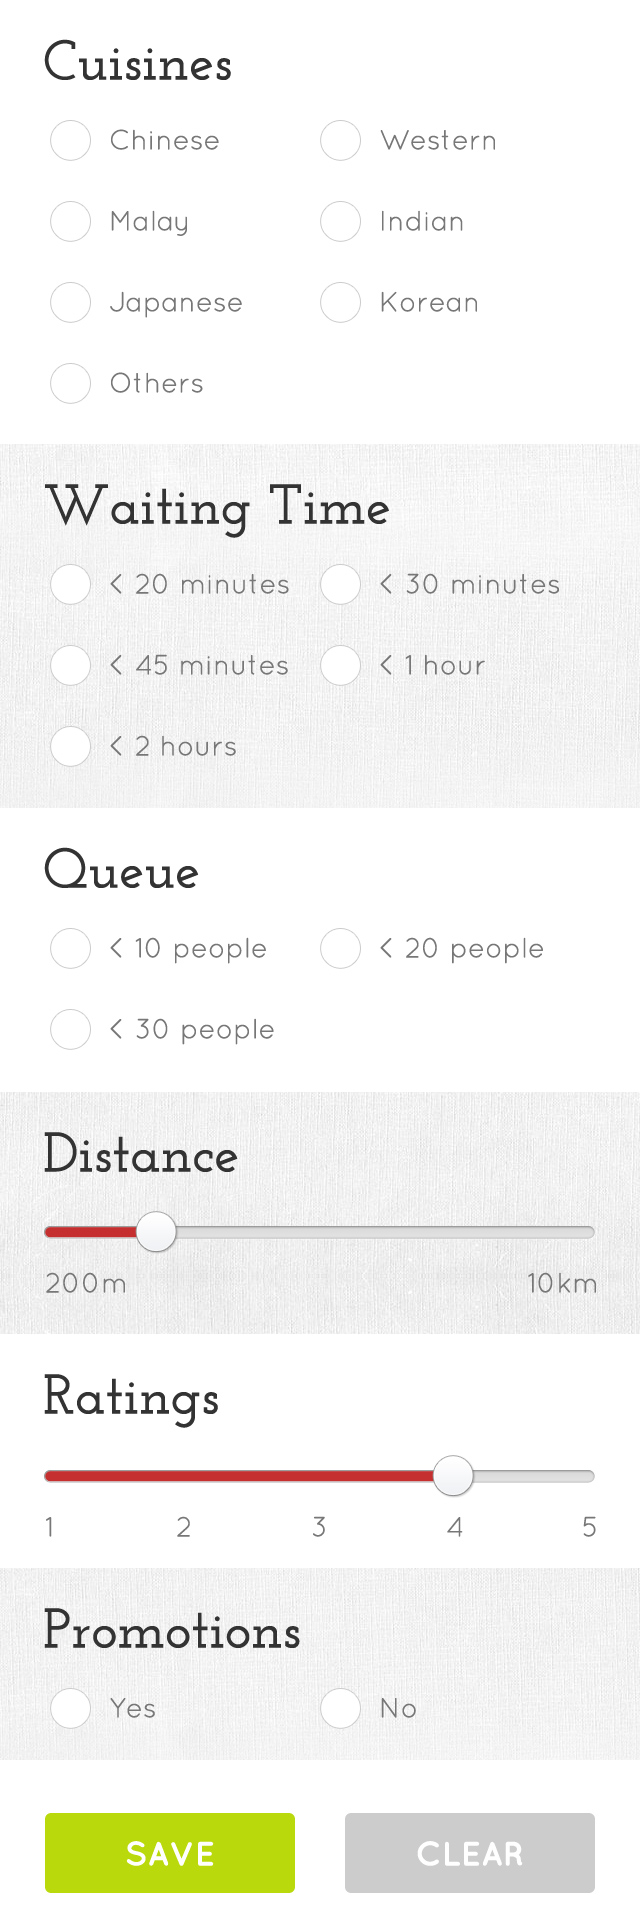 Cuisines
Chinese Western
Malay Indian
Japanese Korean
Others
Waiting Time
< 20 minutes < 30 minutes
< 45 minutes < 1 hour
< 2 hours
Queue
< 10 people < 20 people
< 30 people
Distance
200m 10km
Ratings
1 2 3 4 5
Promotions
Yes No
SAVE CLEAR